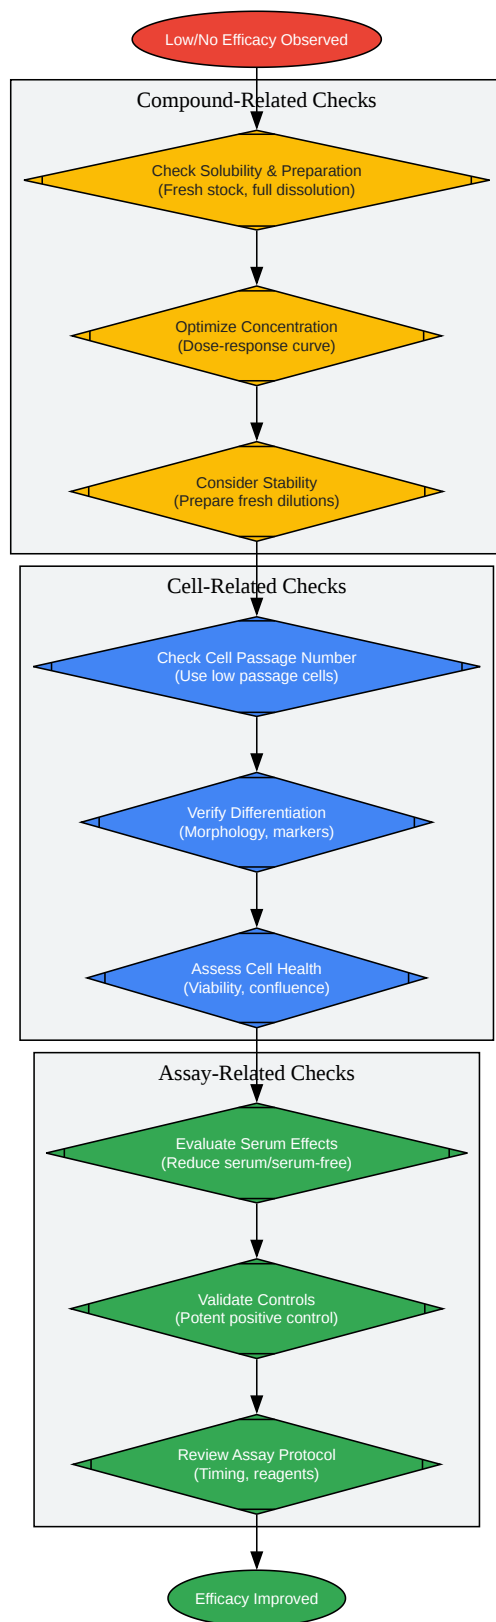 Low/No Efficacy Observed
Compound-Related Checks
Check Solubility & Preparation
(Fresh stock, full dissolution)
Optimize Concentration
(Dose-response curve)
Consider Stability
(Prepare fresh dilutions)
Cell-Related Checks
Check Cell Passage Number
(Use low passage cells)
Verify Differentiation
(Morphology, markers)
Assess Cell Health
(Viability, confluence)
Assay-Related Checks
Evaluate Serum Effects
(Reduce serum/serum-free)
Validate Controls
(Potent positive control)
Review Assay Protocol
(Timing, reagents)
Efficacy Improved